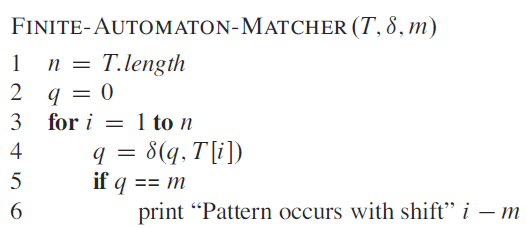 FINITE-AUTOMATON-MATCHER(T, δ, m)
1 n = T.length
2 q = 0
3 for i = 1 to n
4 q = δ(q, T[i])
5 if q == m
6 print “Pattern occurs with shift” i − m